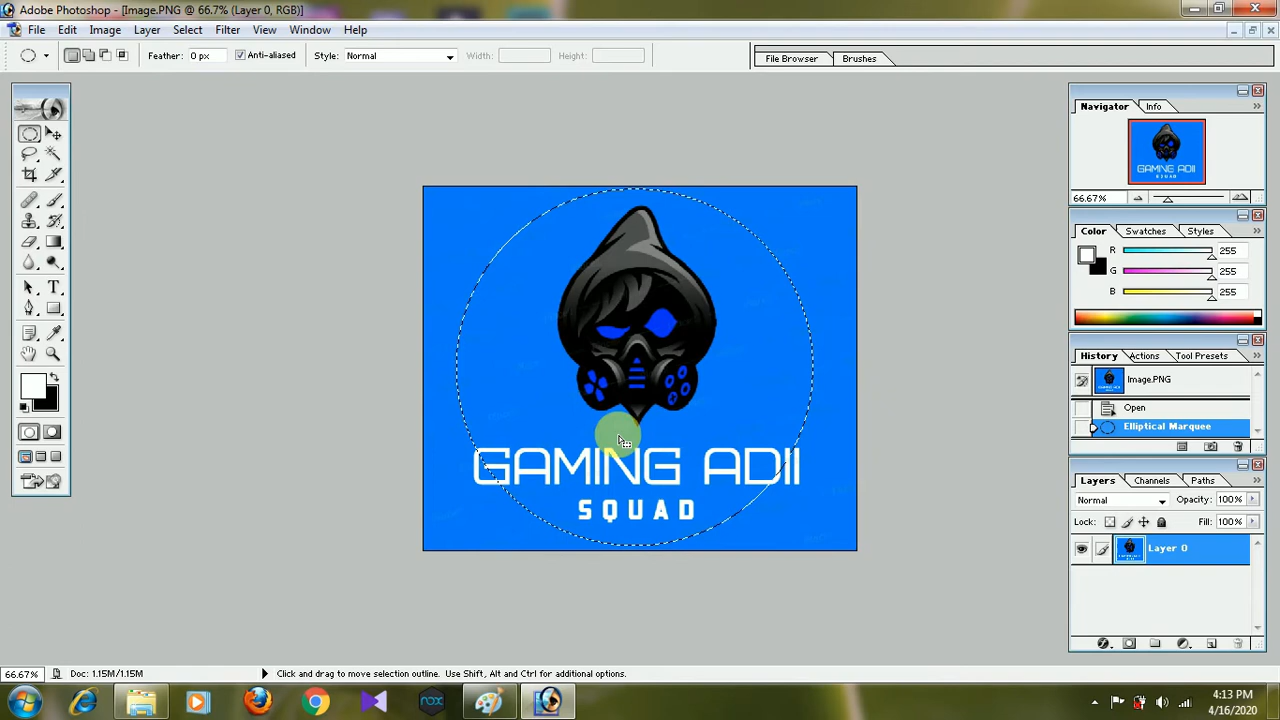 Adobe Photoshop - [Image.PNG @ 66.7% (Layer 0, RGB)]
File Edit Image Layer Select Filter View Window Help
Feather: 0 px Anti-aliased Style: Normal Width: Height: File Browser Brushes
Navigator Info
GAMING ADII
SQUAD
66.67%
Color Swatches Styles
R 255
G 255
B 255
History Actions Tool Presets
Image.PNG
Open
Elliptical Marquee
GAMING ADII
SQUAD
Layers Channels Paths
Normal Opacity: 100%
Lock: Fill: 100%
Layer 0
66.67% Doc: 1.15M/1.15M Click and drag to move selection outline. Use Shift, Alt and Ctrl for additional options.
nox
4:13 PM
4/16/2020